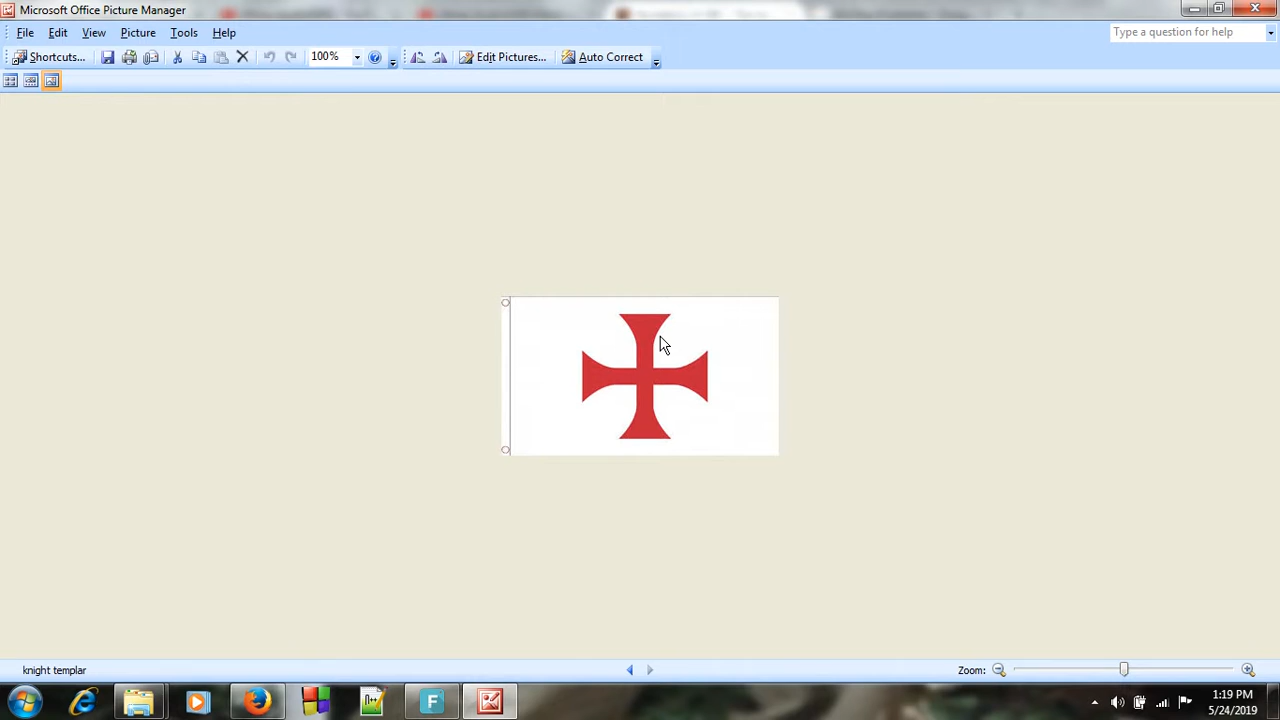 Microsoft Office Picture Manager
File Edit View Picture Tools Help
Type a question for help
Shortcuts... 100% Edit Pictures... Auto Correct
knight templar
Zoom:
1:19 PM
5/24/2019